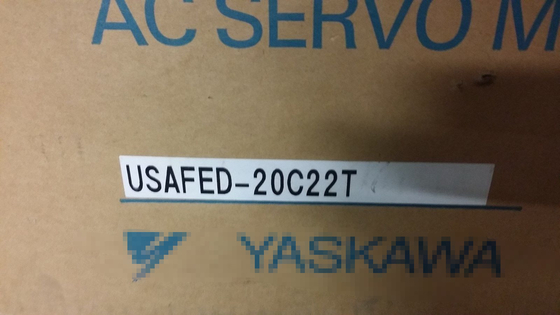 AC SERVO M
USAFED-20C22T
YASKAWA